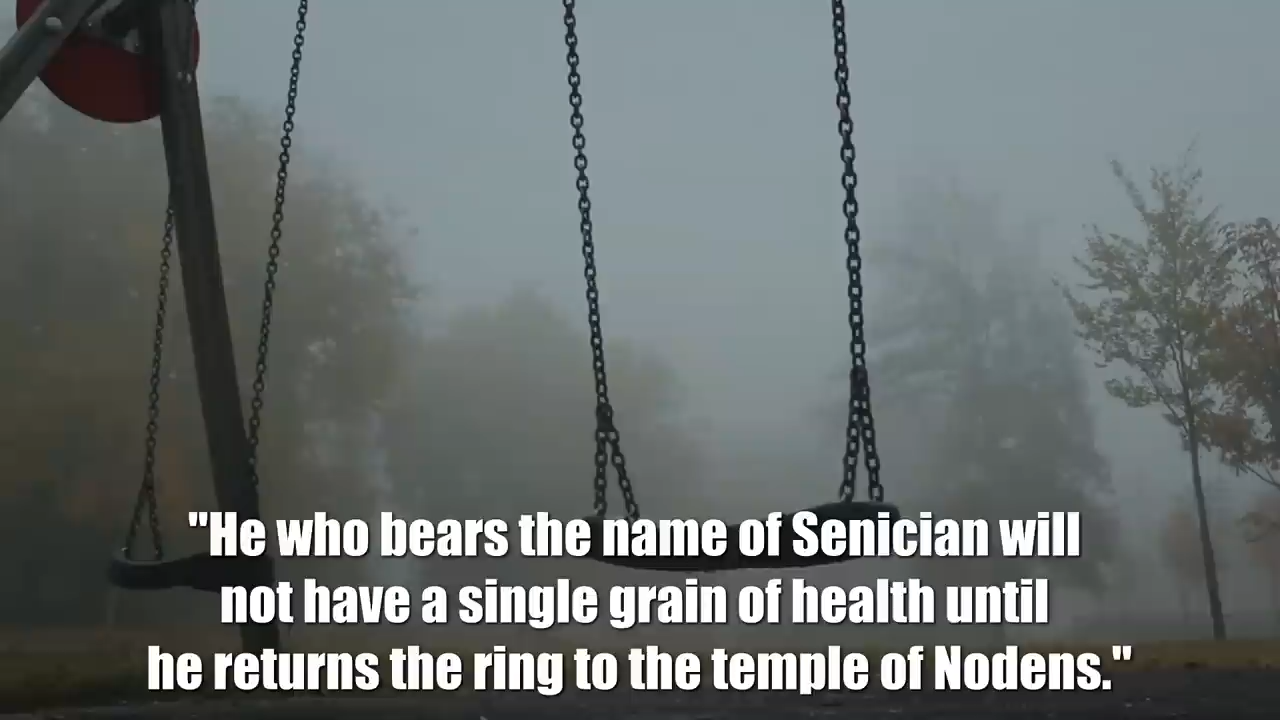 "He who bears the name of Senician will
not have a single grain of health until
he returns the ring to the temple of Nodens."